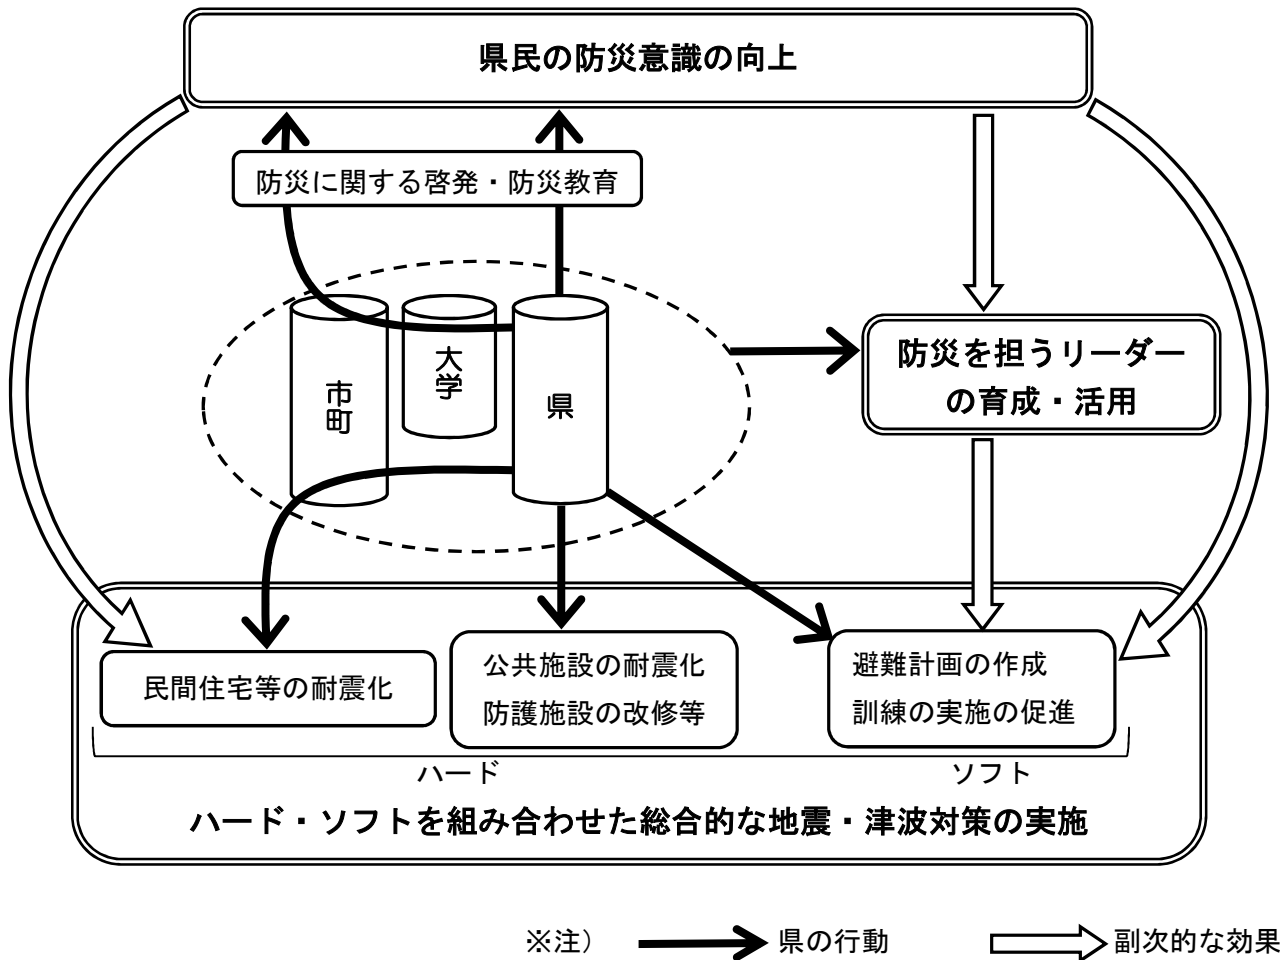 県民の防災意識の向上
防災に関する啓発・防災教育
市町
大学
県
防災を担うリーダー
の育成・活用
民間住宅等の耐震化
公共施設の耐震化
防護施設の改修等
避難計画の作成
訓練の実施の促進
ハード
ソフト
ハード・ソフトを組み合わせた総合的な地震・津波対策の実施
※注）
県の行動
副次的な効果